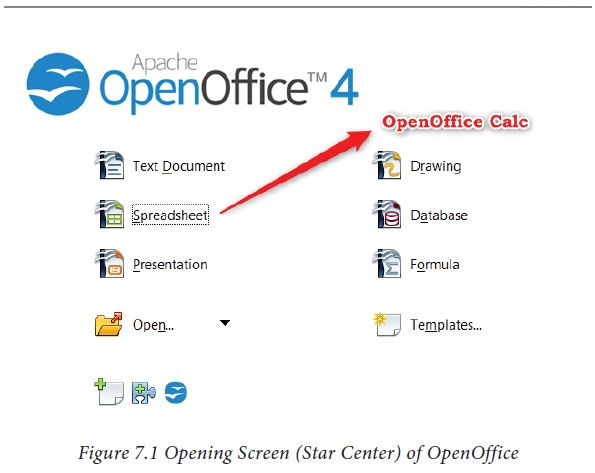 Apache
OpenOffice™ 4
OpenOffice Calc
Text Document
Drawing
Spreadsheet
Database
Presentation
Formula
Open...
Templates...
Figure 7.1 Opening Screen (Star Center) of OpenOffice